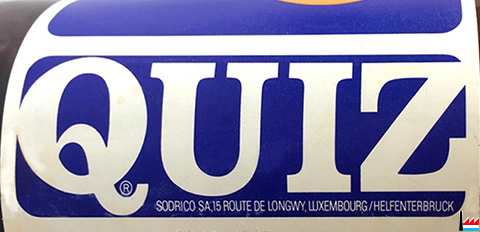 QUIZ
® SODRICO SA,15 ROUTE DE LONGWY, LUXEMBOURG/HELFENTERBRUCK